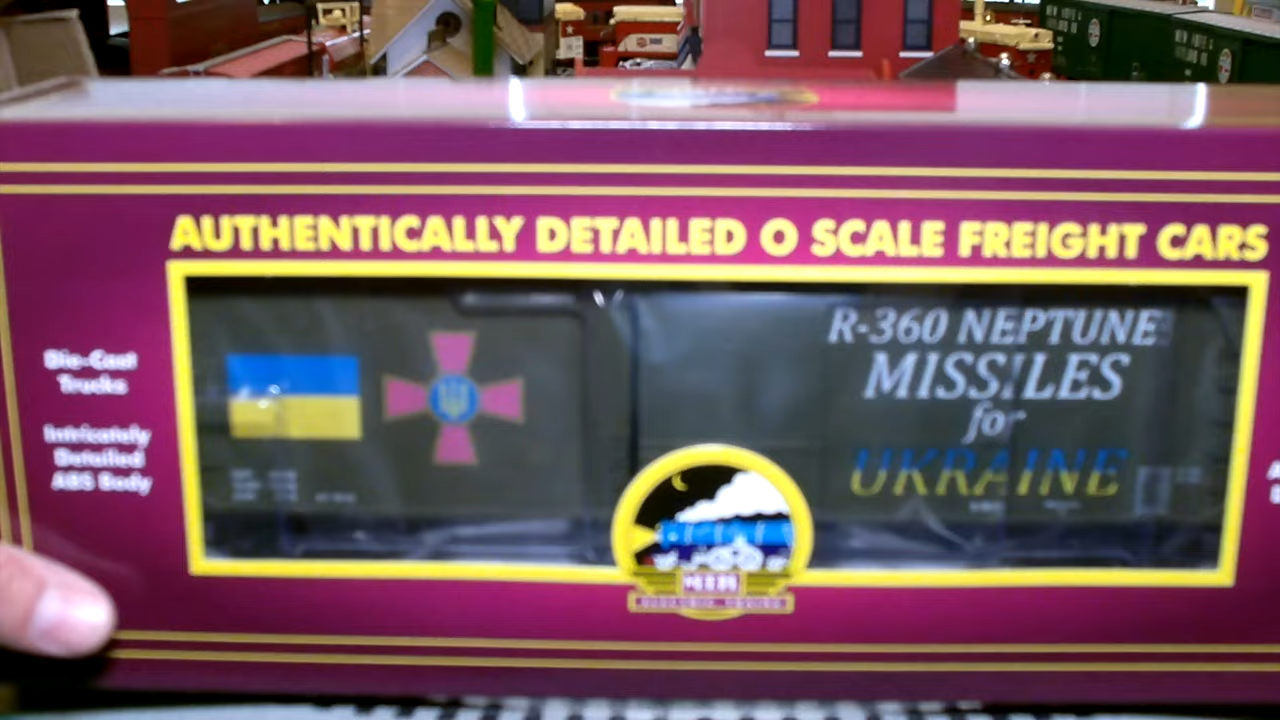 AUTHENTICALLY DETAILED O SCALE FREIGHT CARS
Die-Cast
Trucks
Intricately
Detailed
ABS Body
R-360 NEPTUNE
MISSILES
for
UKRAINE
MTH